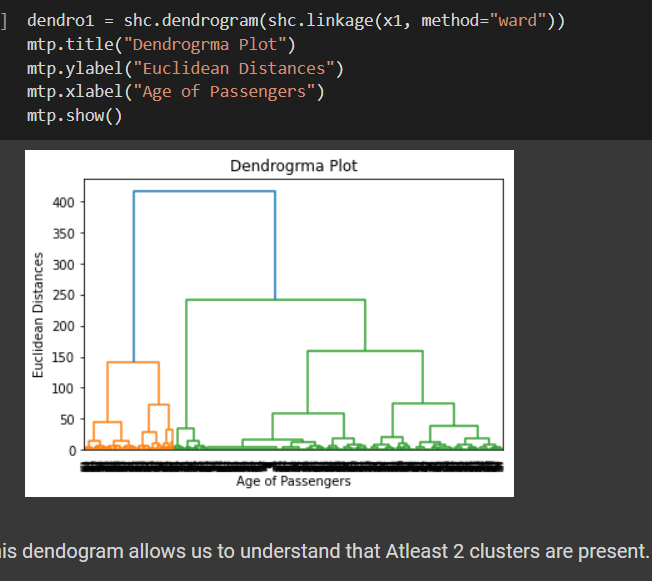 ] dendro1 = shc.dendrogram(shc.linkage(x1, method="ward"))
mtp.title("Dendrogrma Plot")
mtp.ylabel("Euclidean Distances")
mtp.xlabel("Age of Passengers")
mtp.show()
Dendrogrma Plot
Euclidean Distances
400
350
300
250
200
150
100
50
0
Age of Passengers
is dendogram allows us to understand that Atleast 2 clusters are present.